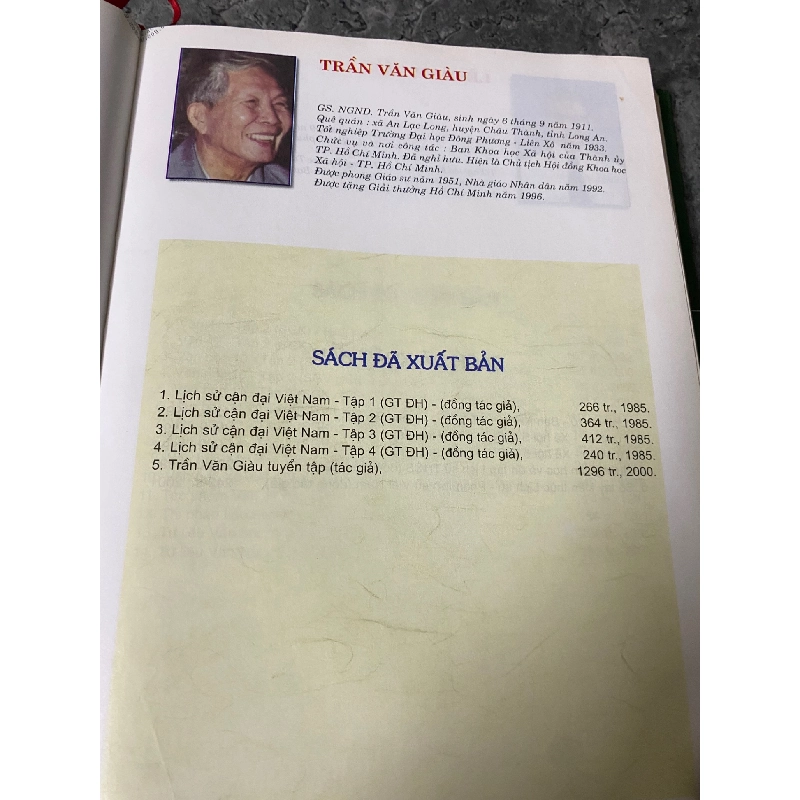 TRẦN VĂN GIÀU
GS. NGND. Trần Văn Giàu, sinh ngày 6 tháng 9 năm 1911.
Quê quán : xã An Lạc Long, huyện Châu Thành, tỉnh Long An.
Tốt nghiệp Trường Đại học Đông Phương - Liên Xô năm 1933.
Chức vụ và nơi công tác : Ban Khoa học Xã hội của Thành ủy
TP. Hồ Chí Minh. Đã nghỉ hưu. Hiện là Chủ tịch Hội đồng Khoa học
Xã hội - TP. Hồ Chí Minh.
Được phong Giáo sư năm 1951, Nhà giáo Nhân dân năm 1992.
Được tặng Giải thưởng Hồ Chí Minh năm 1996.
SÁCH ĐÃ XUẤT BẢN
1. Lịch sử cận đại Việt Nam - Tập 1 (GT ĐH) - (đồng tác giả), 266 tr., 1985.
2. Lịch sử cận đại Việt Nam - Tập 2 (GT ĐH) - (đồng tác giả), 364 tr., 1985.
3. Lịch sử cận đại Việt Nam - Tập 3 (GT ĐH) - (đồng tác giả), 412 tr., 1985.
4. Lịch sử cận đại Việt Nam - Tập 4 (GT ĐH) - (đồng tác giả), 240 tr., 1985.
5. Trần Văn Giàu tuyển tập (tác giả), 1296 tr., 2000.